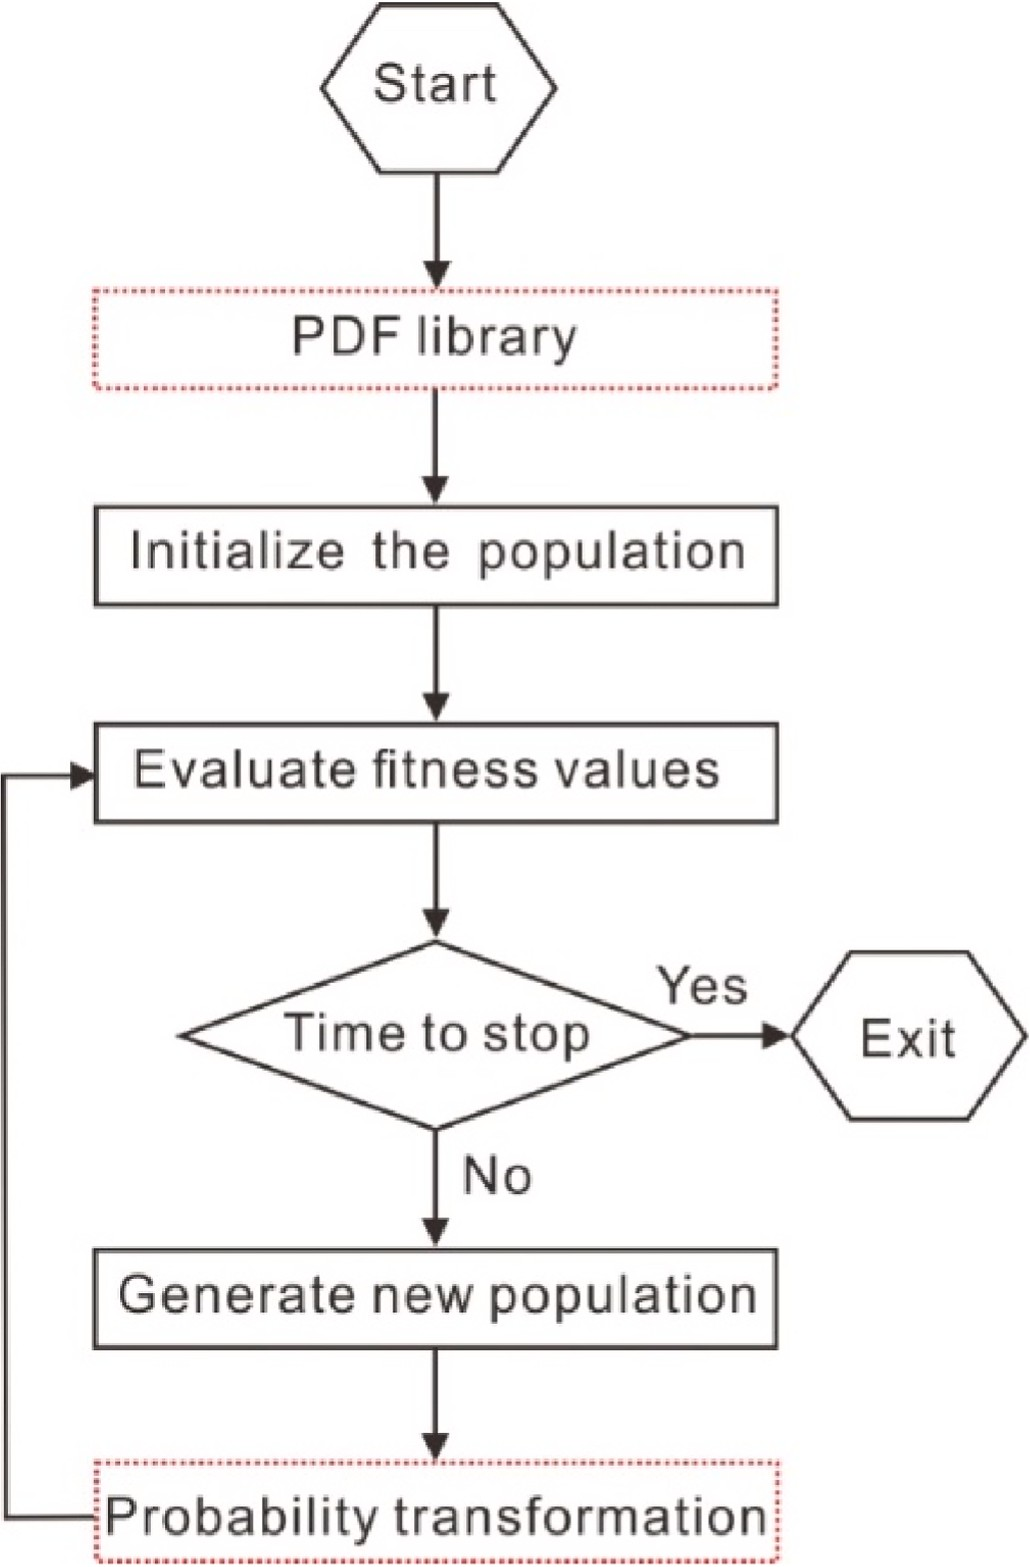 Start
PDF library
Initialize the population
Evaluate fitness values
Time to stop
Yes
Exit
No
Generate new population
Probability transformation